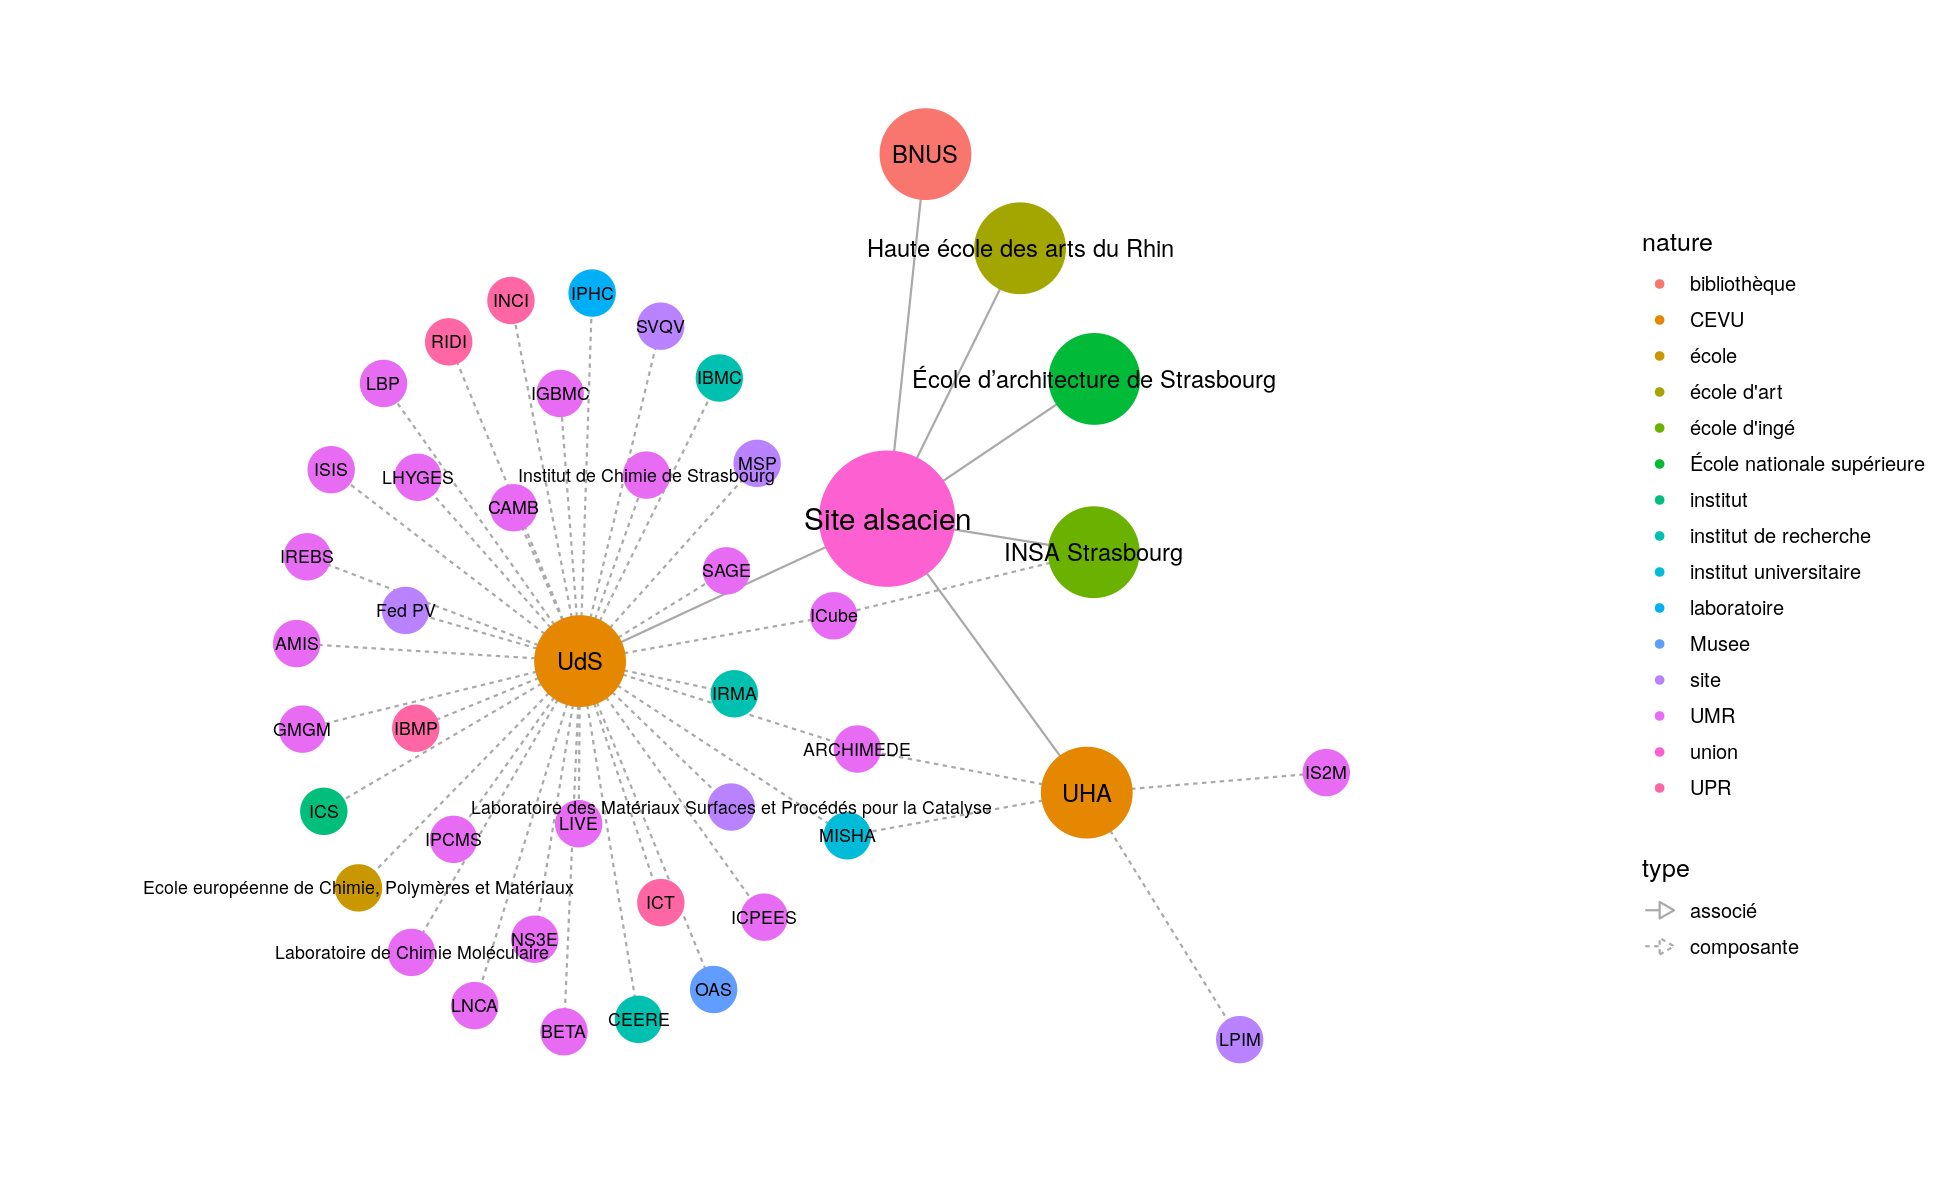 BNUS
Haute école des arts du Rhin
École d’architecture de Strasbourg
Site alsacien
INSA Strasbourg
INCI
IPHC
SVQV
RIDI
IBMC
LBP
IGBMC
ISIS
LHYGES
Institut de Chimie de Strasbourg
MSP
CAMB
IREBS
SAGE
Fed PV
ICube
AMIS
UdS
IRMA
GMGM
IBMP
ARCHIMEDE
UHA
IS2M
ICS
Laboratoire des Matériaux Surfaces et Procédés pour la Catalyse
LIVE
IPCMS
MISHA
Ecole européenne de Chimie, Polymères et Matériaux
ICT
ICPEES
NS3E
Laboratoire de Chimie Moléculaire
OAS
LNCA
BETA
CEERE
LPIM
nature
bibliothèque
CEVU
école
école d'art
école d'ingé
École nationale supérieure
institut
institut de recherche
institut universitaire
laboratoire
Musee
site
UMR
union
UPR
type
associé
composante